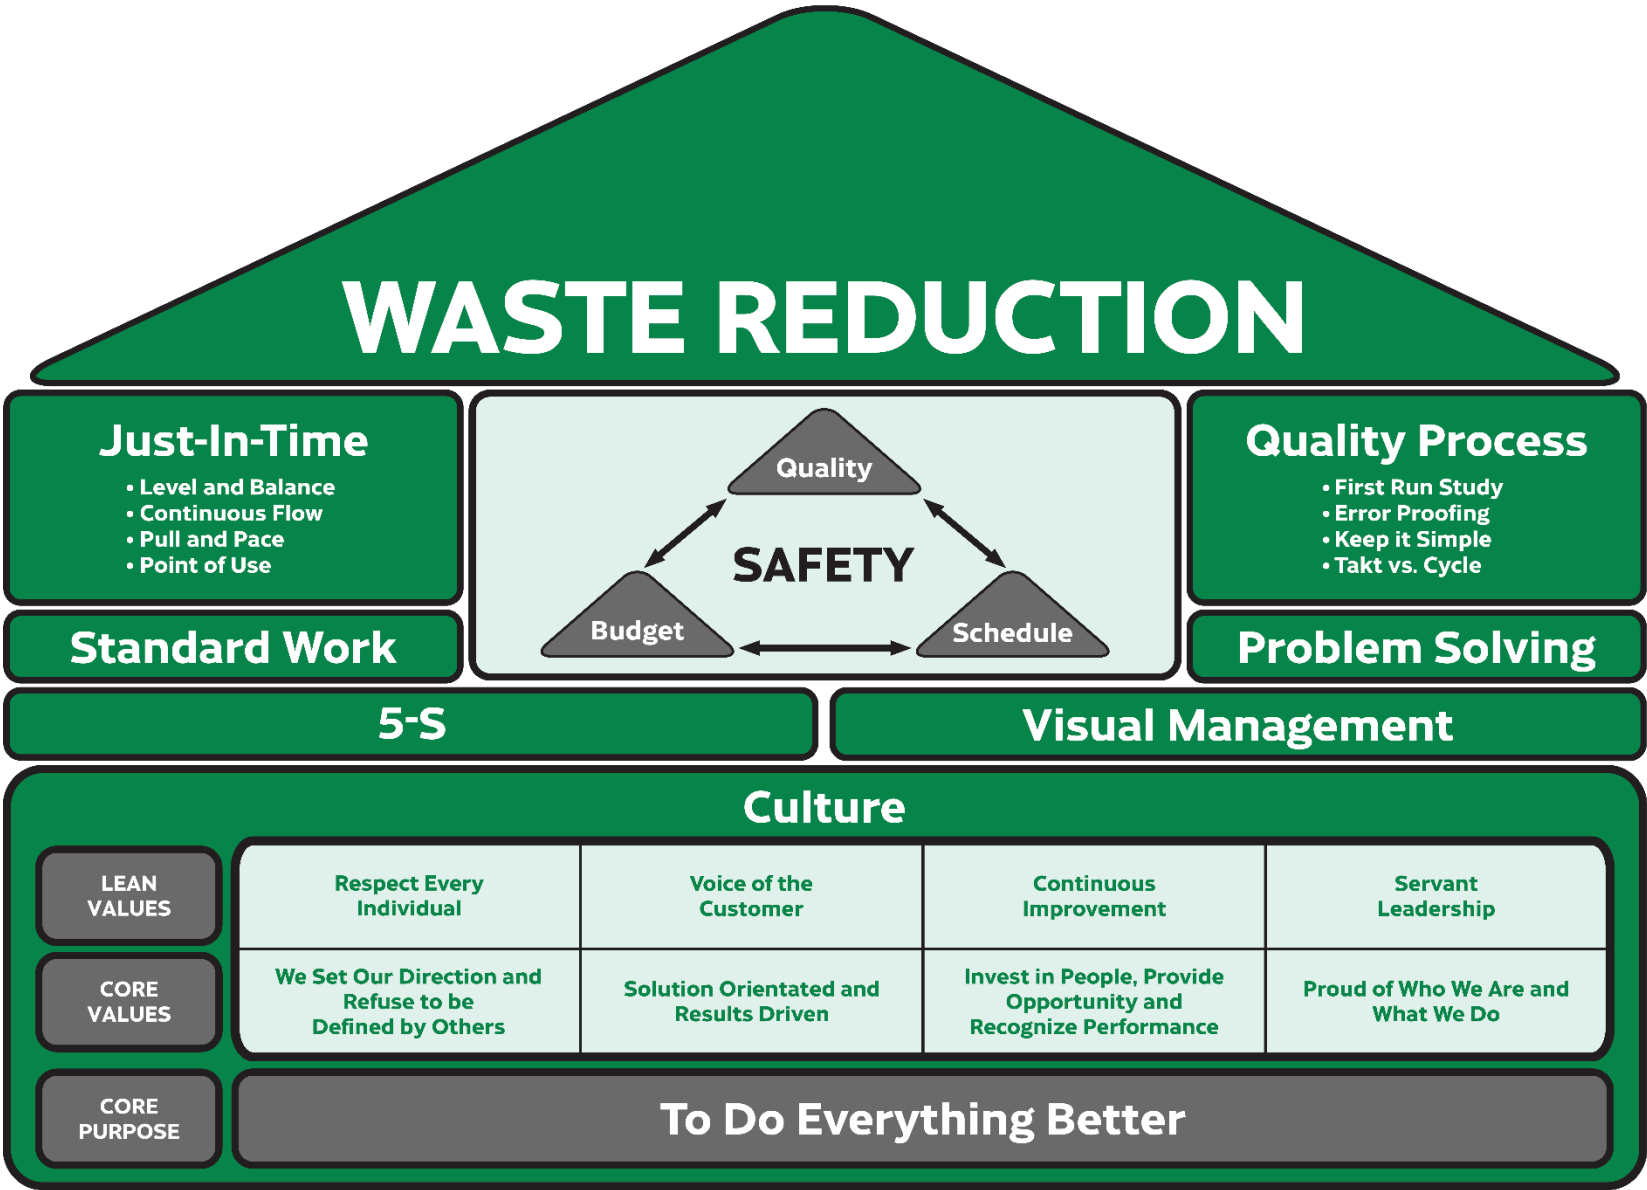 WASTE REDUCTION
Just-In-Time
• Level and Balance
• Continuous Flow
• Pull and Pace
• Point of Use
Quality
SAFETY
Budget
Schedule
Quality Process
• First Run Study
• Error Proofing
• Keep it Simple
• Takt vs. Cycle
Standard Work
Problem Solving
5-S
Visual Management
Culture
LEAN
VALUES
Respect Every
Individual
Voice of the
Customer
Continuous
Improvement
Servant
Leadership
CORE
VALUES
We Set Our Direction and
Refuse to be
Defined by Others
Solution Orientated and
Results Driven
Invest in People, Provide
Opportunity and
Recognize Performance
Proud of Who We Are and
What We Do
CORE
PURPOSE
To Do Everything Better